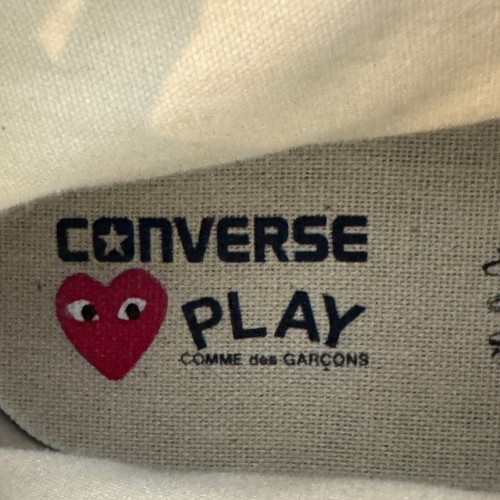 CONVERSE
PLAY
COMME des GARÇONS